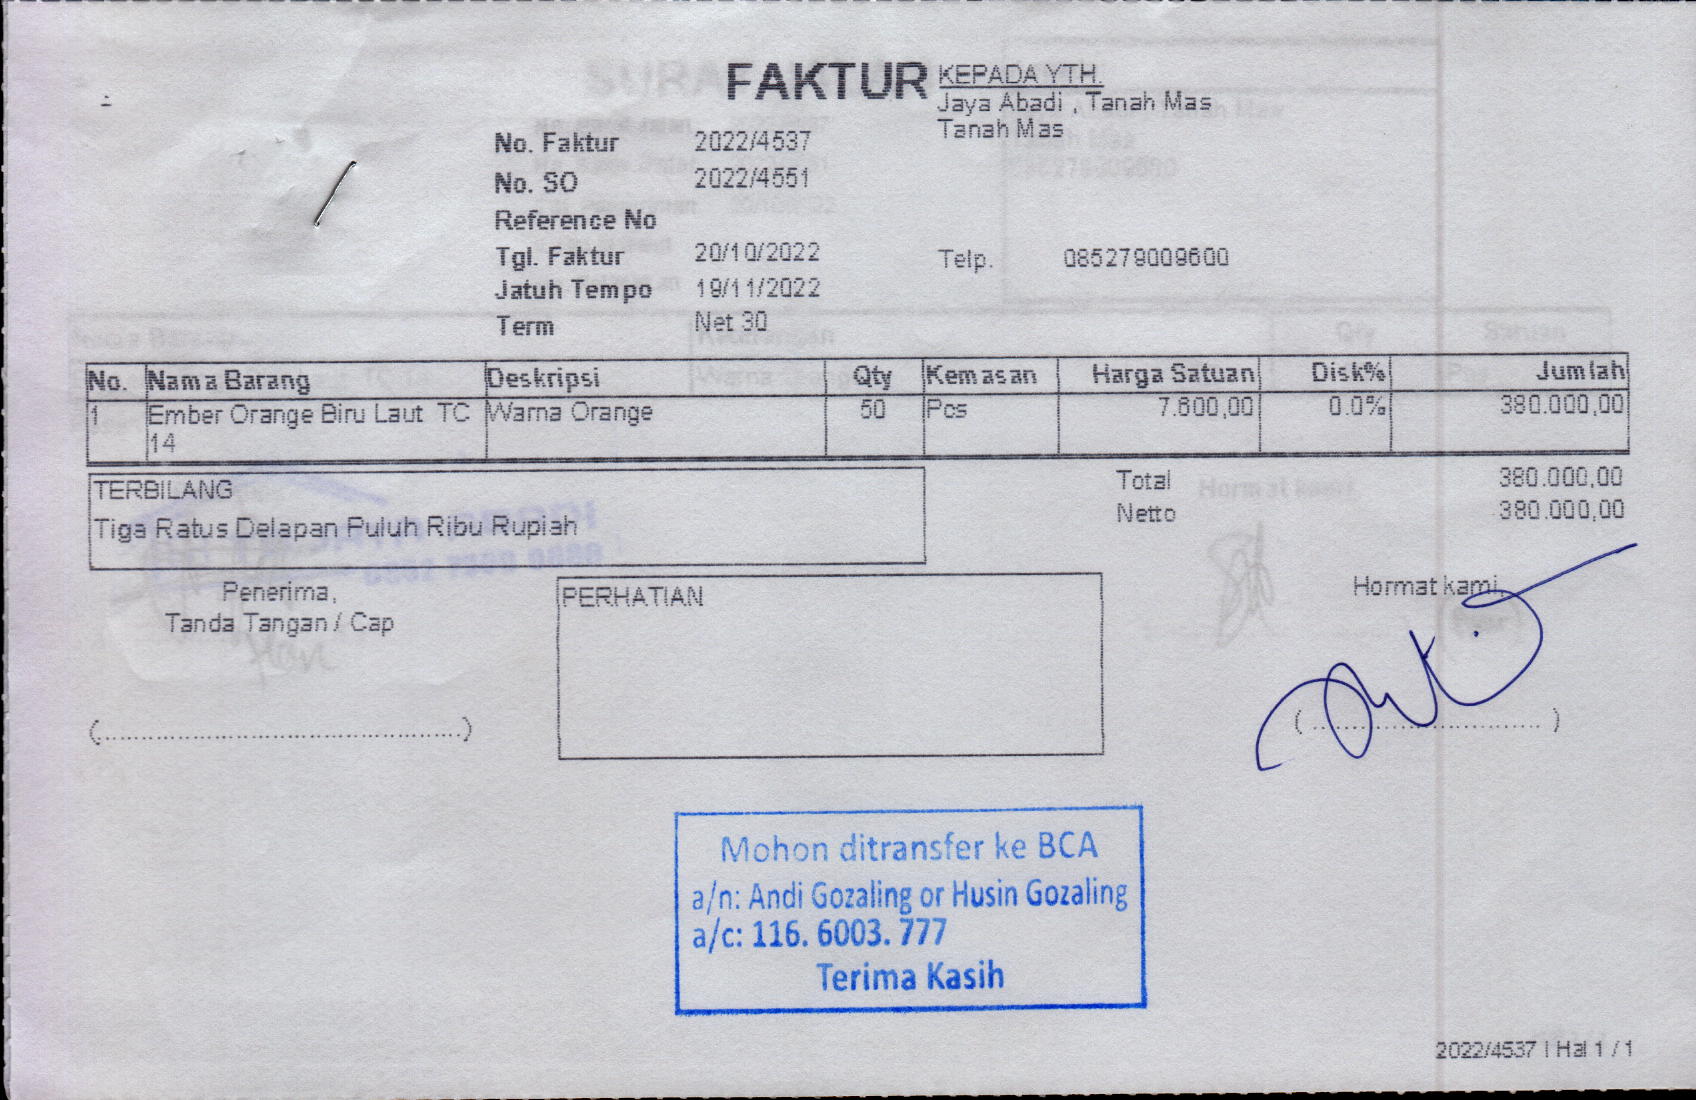 FAKTUR
KEPADA YTH.
Jaya Abadi , Tanah Mas
Tanah Mas
No. Faktur 2022/4537
No. SO 2022/4551
Reference No
Tgl. Faktur 20/10/2022
Telp. 085279009600
Jatuh Tempo 19/11/2022
Term Net 30
No. Nama Barang Deskripsi Qty Kemasan Harga Satuan Disk% Jumlah
1 Ember Orange Biru Laut TC Warna Orange 50 Pcs 7.600,00 0.0% 380.000,00
14
TERBILANG
Tiga Ratus Delapan Puluh Ribu Rupiah
Total 380.000,00
Netto 380.000,00
Penerima,
Tanda Tangan / Cap
(................................................)
PERHATIAN
Hormat kami,
( .............................. )
Mohon ditransfer ke BCA
a/n: Andi Gozaling or Husin Gozaling
a/c: 116. 6003. 777
Terima Kasih
2022/4537 | Hal 1 / 1